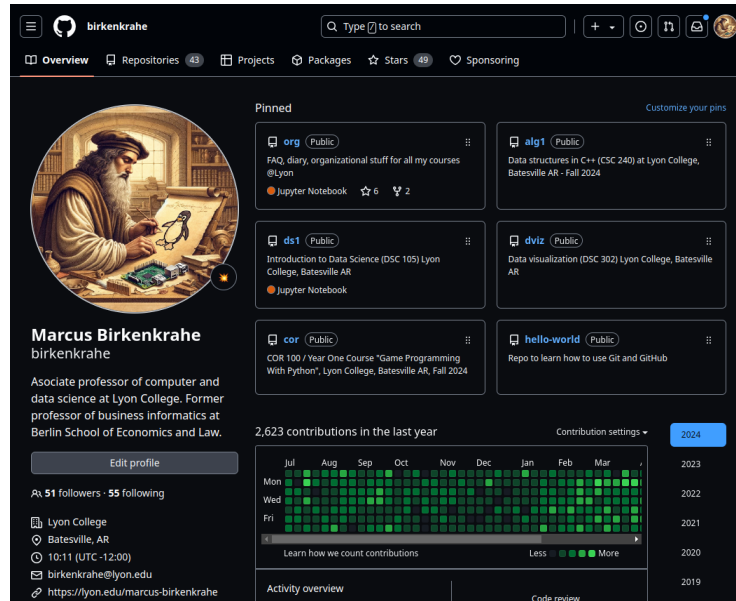 birkenkrahe
Type / to search
Overview
Repositories 43
Projects
Packages
Stars 49
Sponsoring
Pinned
Customize your pins
org Public
FAQ, diary, organizational stuff for all my courses
@Lyon
Jupyter Notebook 6 2
alg1 Public
Data structures in C++ (CSC 240) at Lyon College,
Batesville AR - Fall 2024
ds1 Public
Introduction to Data Science (DSC 105) Lyon
College, Batesville AR
Jupyter Notebook
dviz Public
Data visualization (DSC 302) Lyon College, Batesville
AR
cor Public
COR 100 / Year One Course "Game Programming
With Python", Lyon College, Batesville AR, Fall 2024
hello-world Public
Repo to learn how to use Git and GitHub
Marcus Birkenkrahe
birkenkrahe
Asociate professor of computer and
data science at Lyon College. Former
professor of business informatics at
Berlin School of Economics and Law.
Edit profile
51 followers · 55 following
Lyon College
Batesville, AR
10:11 (UTC -12:00)
birkenkrahe@lyon.edu
https://lyon.edu/marcus-birkenkrahe
2,623 contributions in the last year
Contribution settings
Jul Aug Sep Oct Nov Dec Jan Feb Mar
Mon
Wed
Fri
Learn how we count contributions
Less More
Activity overview
Code review
2024
2023
2022
2021
2020
2019